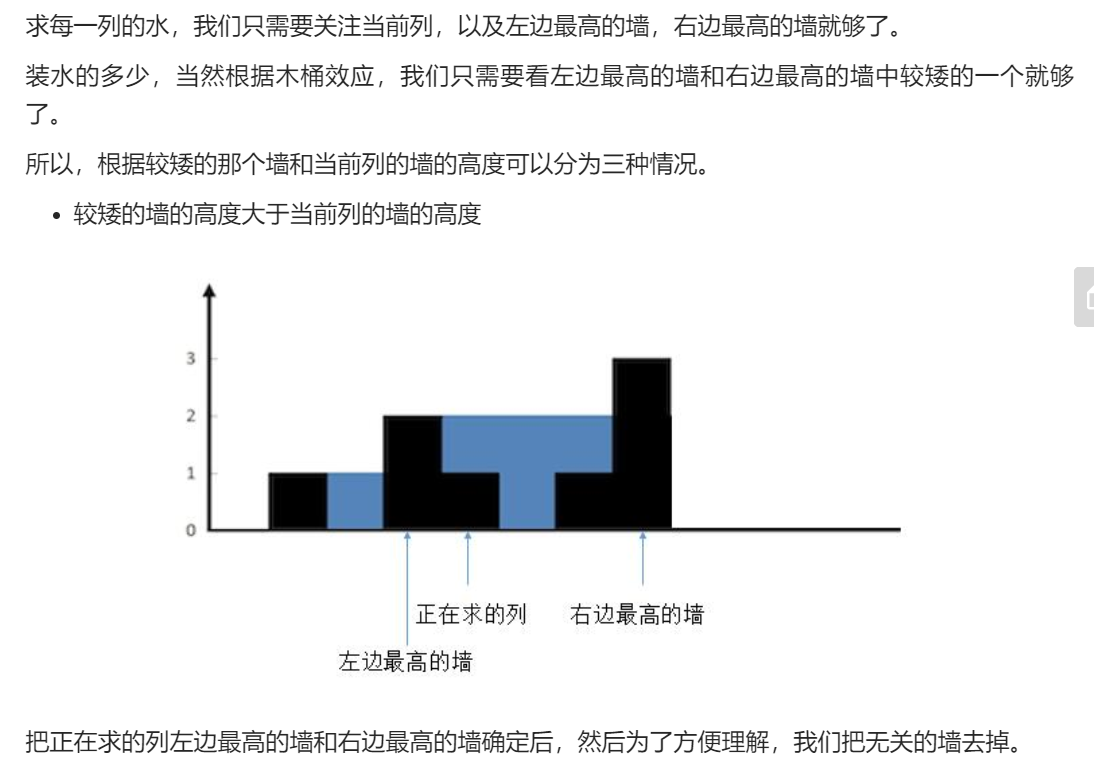 求每一列的水，我们只需要关注当前列，以及左边最高的墙，右边最高的墙就够了。
装水的多少，当然根据木桶效应，我们只需要看左边最高的墙和右边最高的墙中较矮的一个就够
了。
所以，根据较矮的那个墙和当前列的墙的高度可以分为三种情况。
• 较矮的墙的高度大于当前列的墙的高度
3
2
1
0
正在求的列 右边最高的墙
左边最高的墙
把正在求的列左边最高的墙和右边最高的墙确定后，然后为了方便理解，我们把无关的墙去掉。